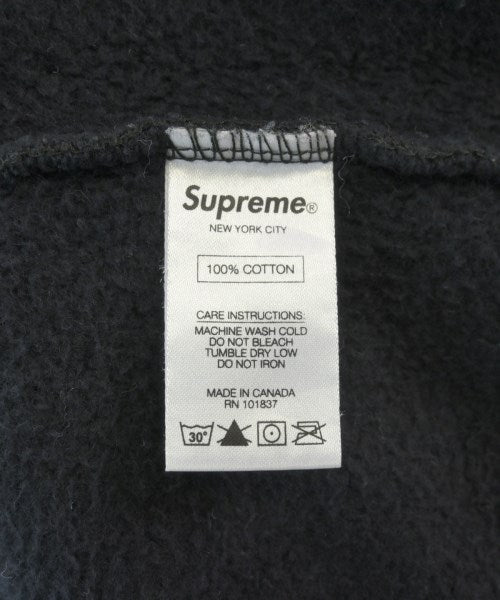 Supreme®
NEW YORK CITY
100% COTTON
CARE INSTRUCTIONS:
MACHINE WASH COLD
DO NOT BLEACH
TUMBLE DRY LOW
DO NOT IRON
MADE IN CANADA
RN 101837
30°